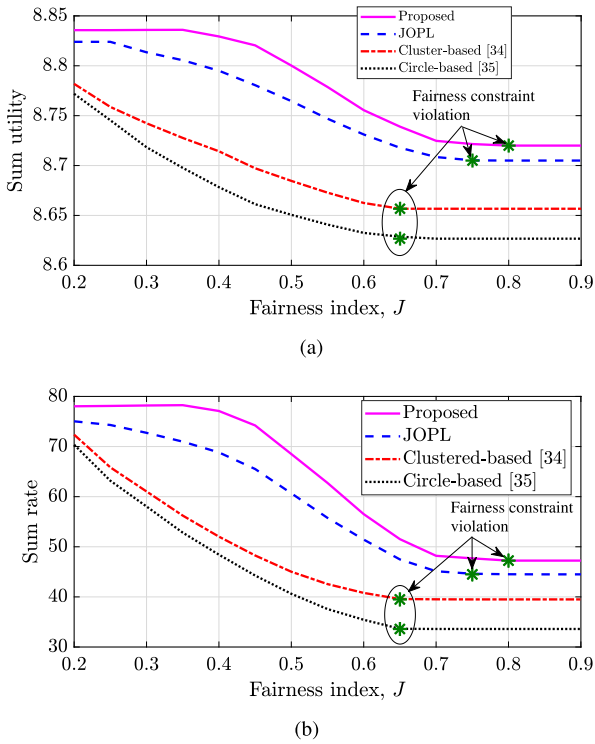 (a)
Proposed
JOPL
Cluster-based [34]
Circle-based [35]
Fairness constraint
violation
Sum utility
8.85
8.8
8.75
8.7
8.65
8.6
0.2 0.3 0.4 0.5 0.6 0.7 0.8 0.9
Fairness index, J
(a)
Proposed
JOPL
Clustered-based [34]
Circle-based [35]
Fairness constraint
violation
Sum rate
80
70
60
50
40
30
0.2 0.3 0.4 0.5 0.6 0.7 0.8 0.9
Fairness index, J
(b)